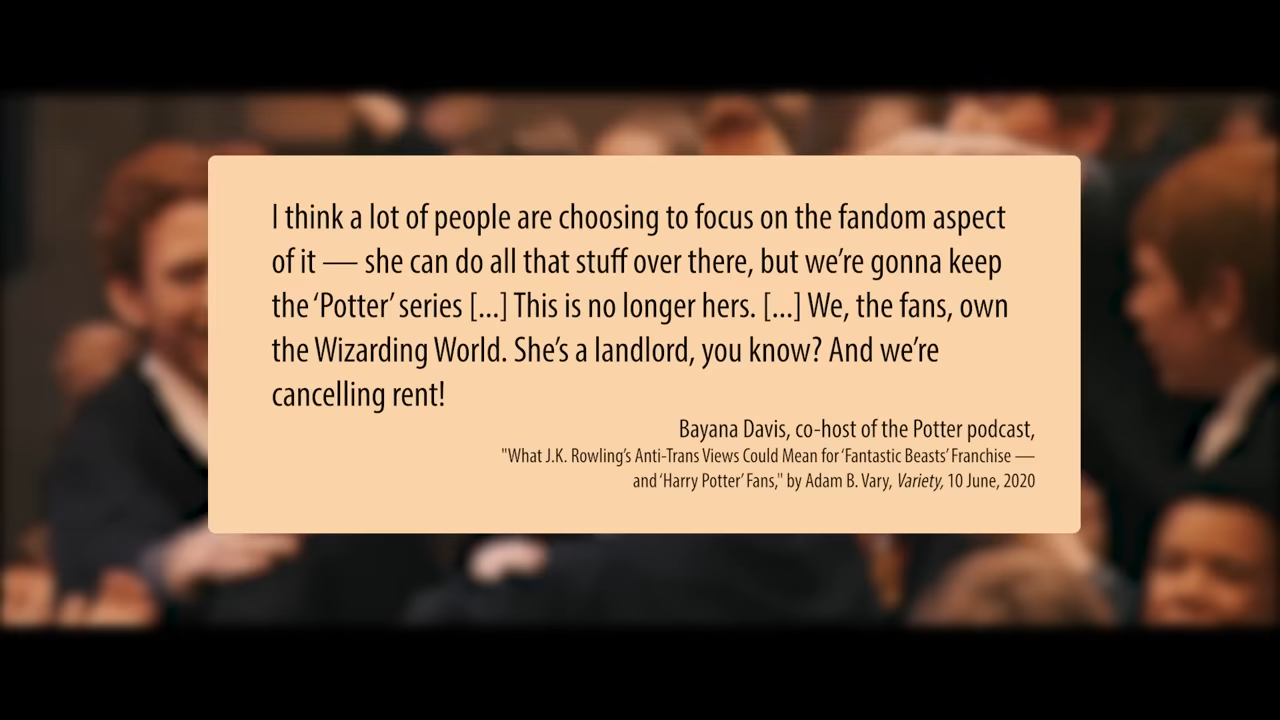 I think a lot of people are choosing to focus on the fandom aspect
of it — she can do all that stuff over there, but we’re gonna keep
the ‘Potter’ series [...] This is no longer hers. [...] We, the fans, own
the Wizarding World. She’s a landlord, you know? And we’re
cancelling rent!
Bayana Davis, co-host of the Potter podcast,
"What J.K. Rowling’s Anti-Trans Views Could Mean for ‘Fantastic Beasts’ Franchise —
and ‘Harry Potter’ Fans," by Adam B. Vary, Variety, 10 June, 2020